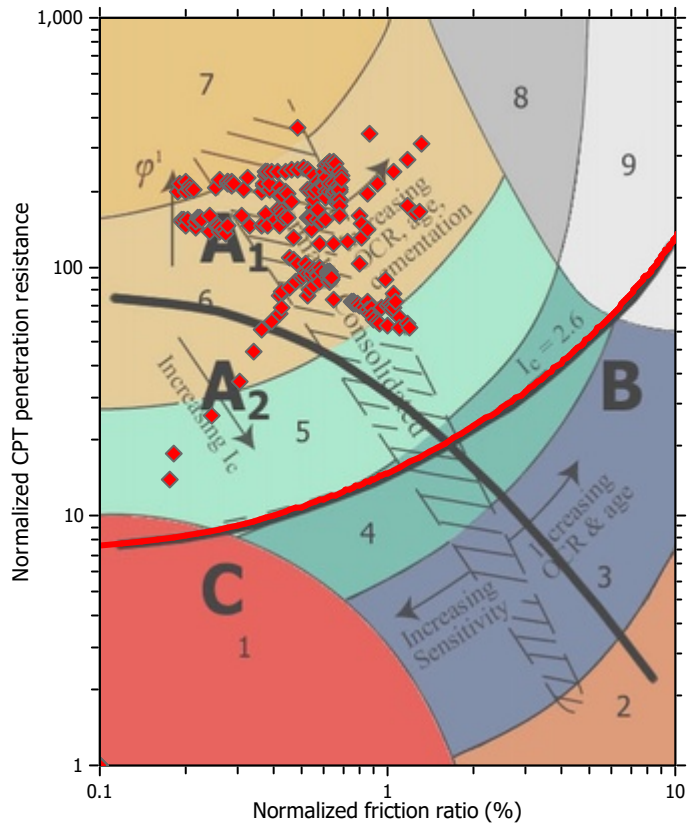 1,000
7
8
9
φ¹
Increasing
OCR, age,
cementation
A1
100
6
Consolidated
Ic = 2.6
B
Increasing Ic
A2
5
10
4
Increasing
OCR & age
C
3
Increasing
Sensitivity
1
2
1
0.1
1
10
Normalized friction ratio (%)
Normalized CPT penetration resistance